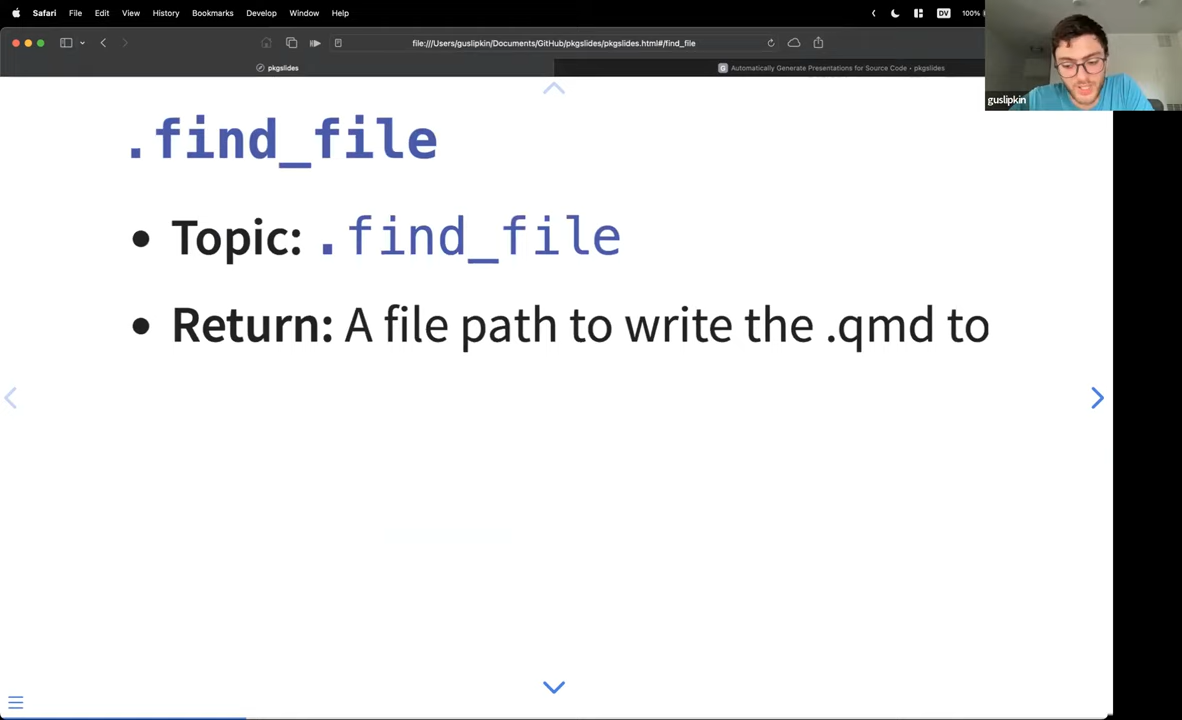 Safari File Edit View History Bookmarks Develop Window Help DV 100%
file:///Users/guslipkin/Documents/GitHub/pkgslides/pkgslides.html#/find_file
pkgslides
G Automatically Generate Presentations for Source Code • pkgslides
guslipkin
.find_file
• Topic: .find_file
• Return: A file path to write the .qmd to